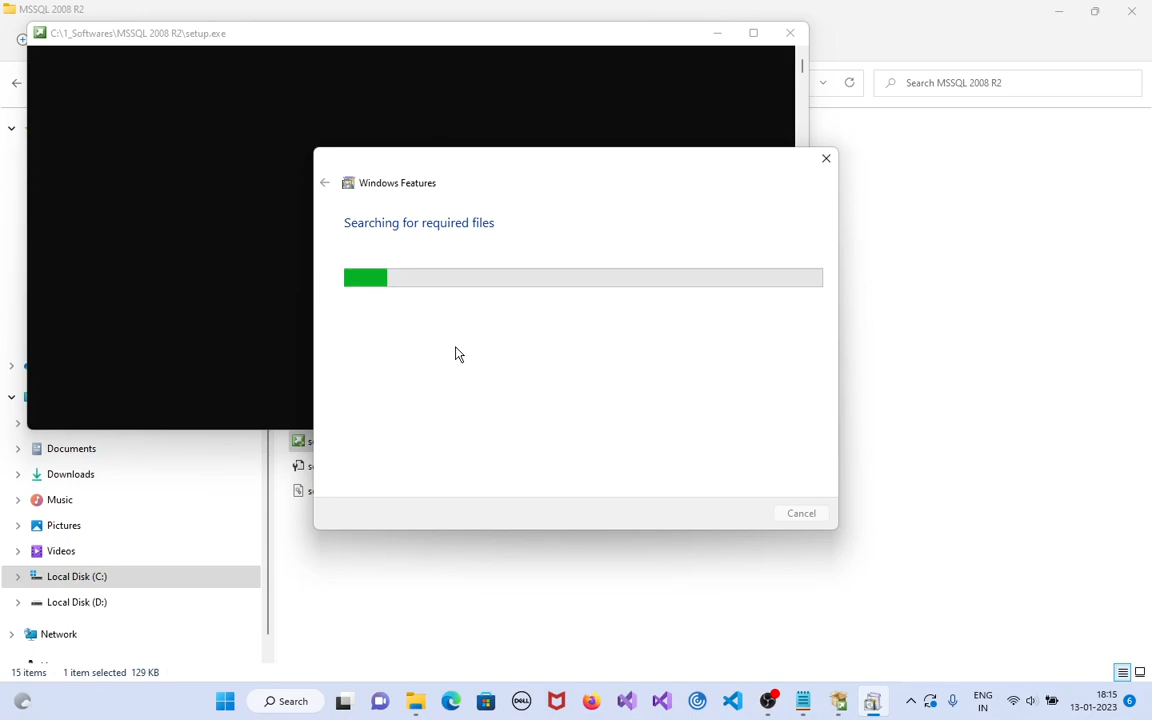 MSSQL 2008 R2
C:\1_Softwares\MSSQL 2008 R2\setup.exe
Search MSSQL 2008 R2
Windows Features
Searching for required files
Cancel
Documents
Downloads
Music
Pictures
Videos
Local Disk (C:)
Local Disk (D:)
Network
15 items 1 item selected 129 KB
Search
DELL
ENG
IN
18:15
13-01-2023
6